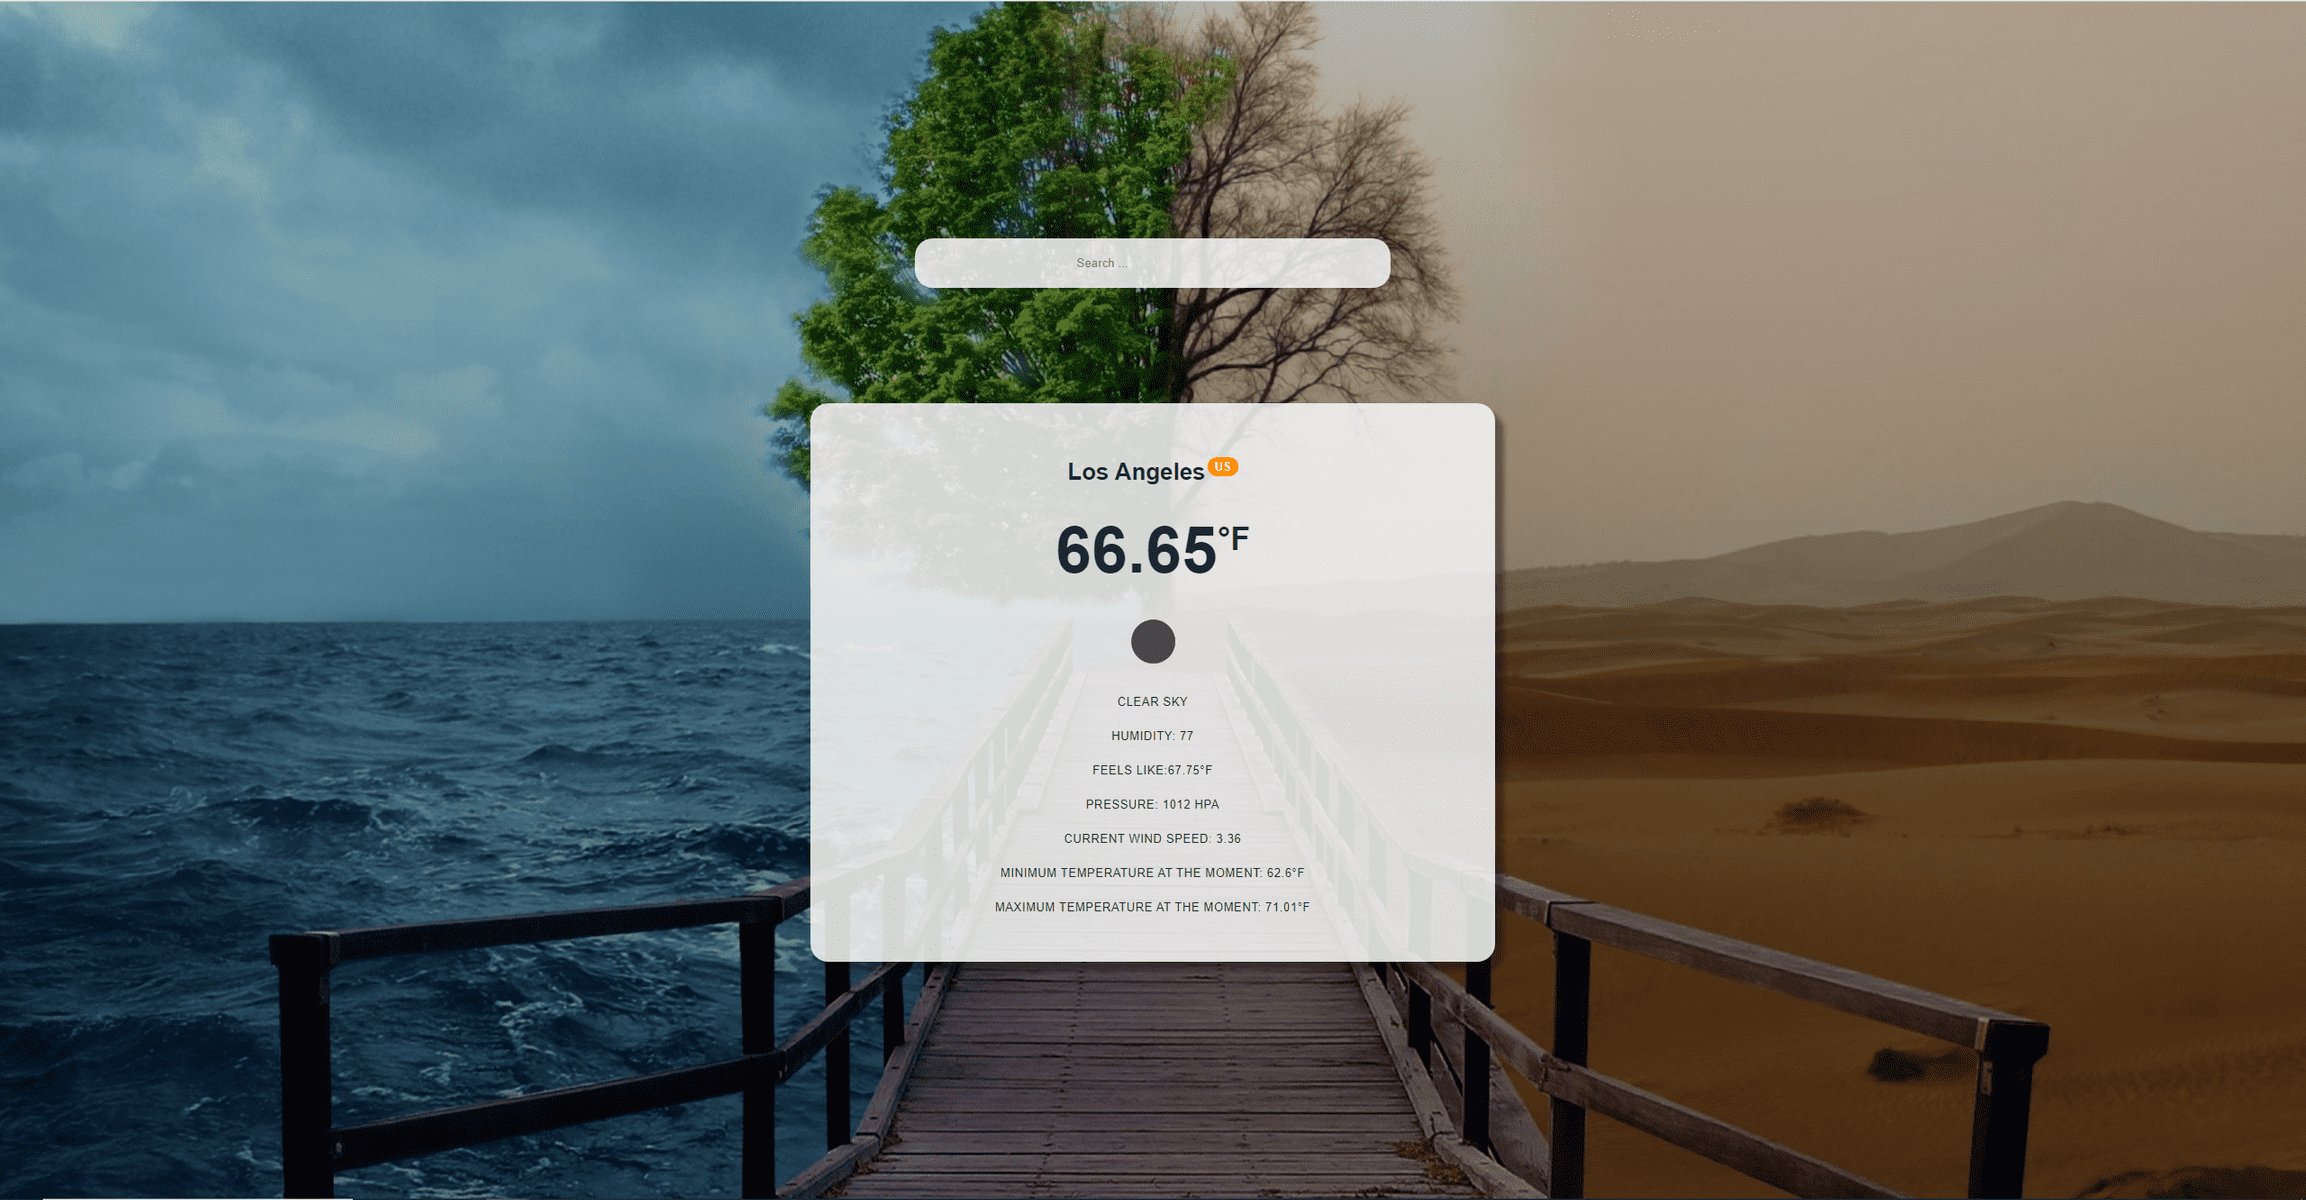 Search ...
Los Angeles US
66.65°F
CLEAR SKY
HUMIDITY: 77
FEELS LIKE:67.75°F
PRESSURE: 1012 HPA
CURRENT WIND SPEED: 3.36
MINIMUM TEMPERATURE AT THE MOMENT: 62.6°F
MAXIMUM TEMPERATURE AT THE MOMENT: 71.01°F